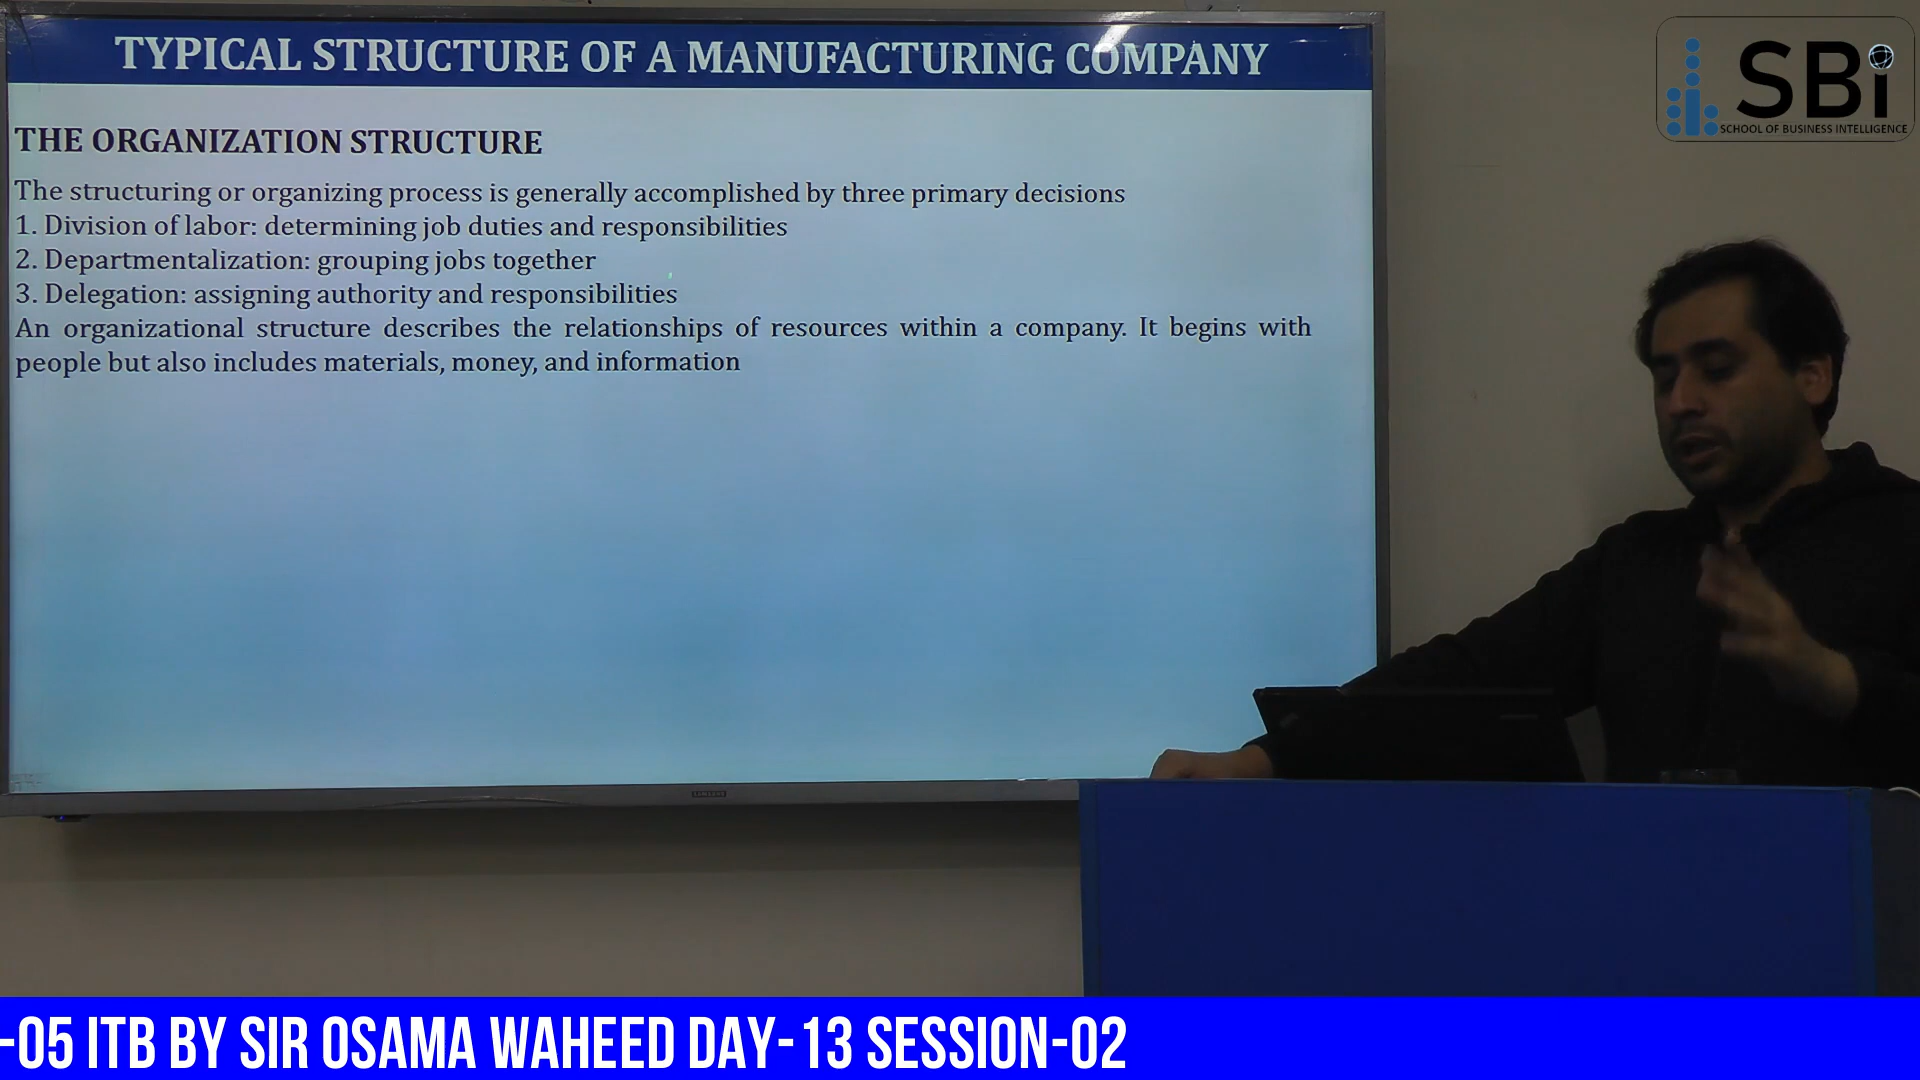 TYPICAL STRUCTURE OF A MANUFACTURING COMPANY
SBi
SCHOOL OF BUSINESS INTELLIGENCE
THE ORGANIZATION STRUCTURE
The structuring or organizing process is generally accomplished by three primary decisions
1. Division of labor: determining job duties and responsibilities
2. Departmentalization: grouping jobs together
3. Delegation: assigning authority and responsibilities
An organizational structure describes the relationships of resources within a company. It begins with
people but also includes materials, money, and information
SAMSUNG
-05 ITB BY SIR OSAMA WAHEED DAY-13 SESSION-02